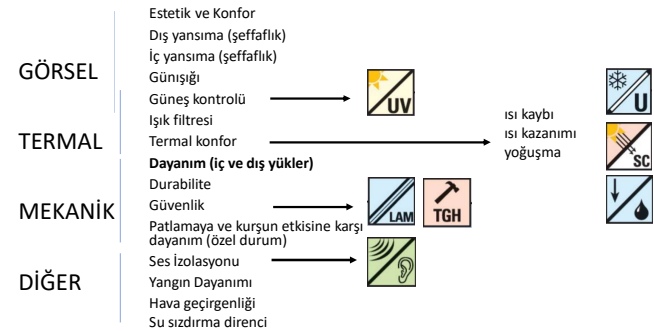 Estetik ve Konfor
Dış yansıma (şeffaflık)
İç yansıma (şeffaflık)
GÖRSEL
Günışığı
Güneş kontrolü
UV
Işık filtresi
TERMAL
Termal konfor
ısı kaybı
ısı kazanımı
yoğuşma
U
SC
Dayanım (iç ve dış yükler)
Durabilite
MEKANİK
Güvenlik
LAM
TGH
Patlamaya ve kurşun etkisine karşı
dayanım (özel durum)
Ses İzolasyonu
DİĞER
Yangın Dayanımı
Hava geçirgenliği
Su sızdırma direnci